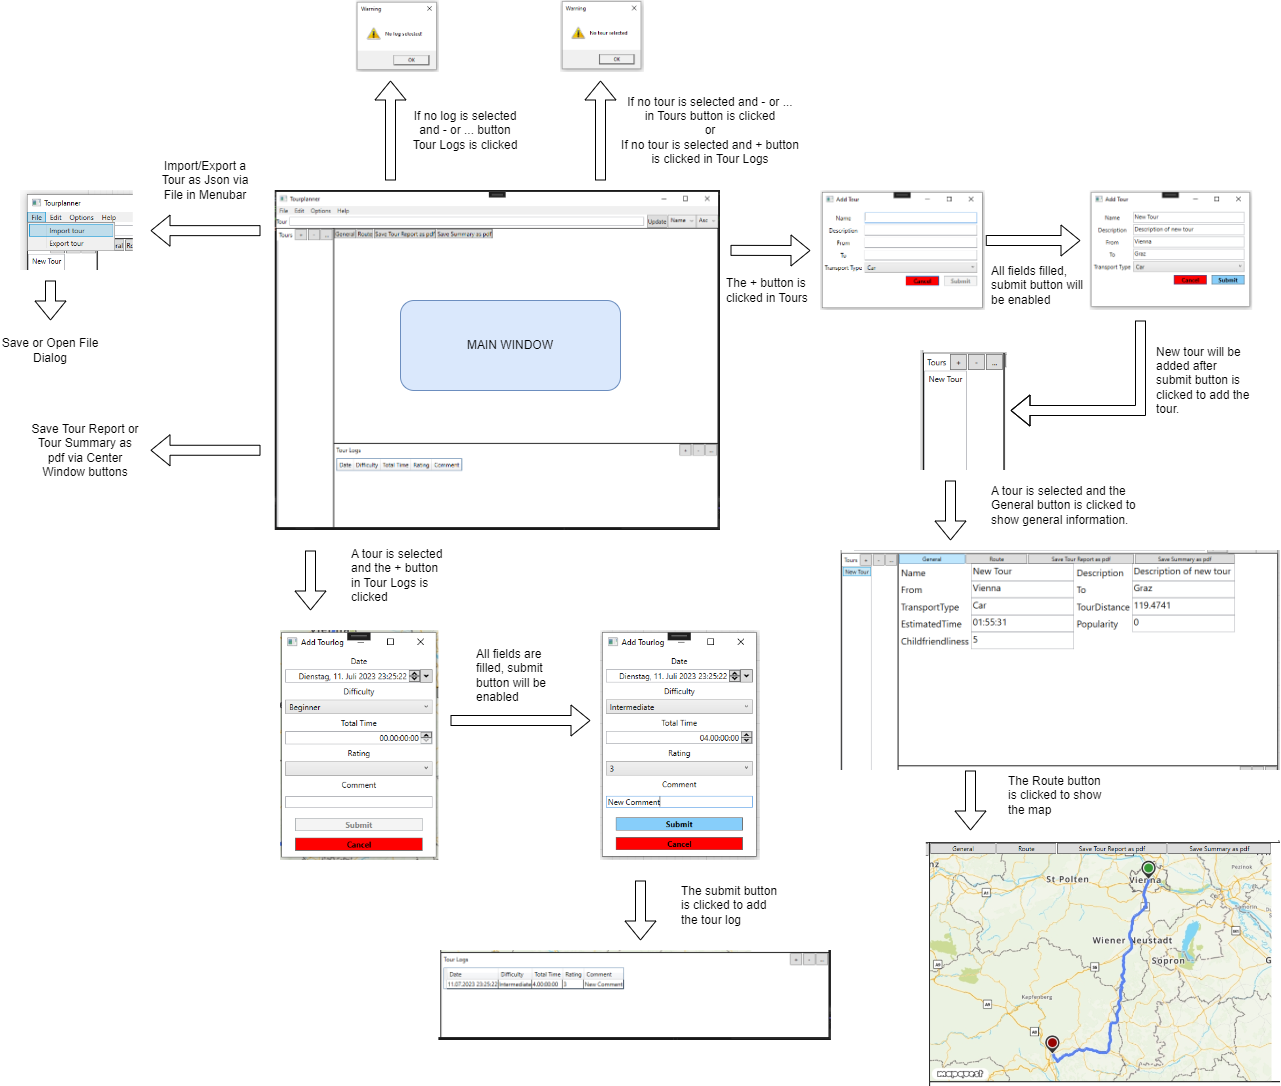 Warning
No log selected
OK
Warning
No tour selected
OK
If no log is selected
and - or ... button
Tour Logs is clicked
If no tour is selected and - or ...
in Tours button is clicked
or
If no tour is selected and + button
is clicked in Tour Logs
Import/Export a
Tour as Json via
File in Menubar
Tourplanner
File Edit Options Help
Import tour
Export tour
New Tour
Save or Open File
Dialog
Save Tour Report or
Tour Summary as
pdf via Center
Window buttons
Tourplanner
File Edit Options Help
Tour Update Name Asc
Tours + - ... General Route Save Tour Report as pdf Save Summary as pdf
MAIN WINDOW
Tour Logs + - ...
Date Difficulty Total Time Rating Comment
The + button is
clicked in Tours
Add Tour
Name
Description
From
To
Transport Type Car
Cancel Submit
All fields filled,
submit button will
be enabled
Add Tour
Name New Tour
Description Description of new tour
From Vienna
To Graz
Transport Type Car
Cancel Submit
New tour will be
added after
submit button is
clicked to add the
tour.
Tours + - ...
New Tour
A tour is selected and the
General button is clicked to
show general information.
Tours + - ... General Route Save Tour Report as pdf Save Summary as pdf
New Tour
Name New Tour Description Description of new tour
From Vienna To Graz
TransportType Car TourDistance 119.4741
EstimatedTime 01:55:31 Popularity 0
Childfriendliness 5
The Route button
is clicked to show
the map
General Route Save Tour Report as pdf Save Summary as pdf
St Polten
Vienna
Pezinok
Wiener Neustadt
Sopron
Kapfenberg
mapquest
A tour is selected
and the + button
in Tour Logs is
clicked
Add Tourlog
Date
Dienstag, 11. Juli 2023 23:25:22
Difficulty
Beginner
Total Time
00.00:00:00
Rating
Comment
Submit
Cancel
All fields are
filled, submit
button will be
enabled
Add Tourlog
Date
Dienstag, 11. Juli 2023 23:25:22
Difficulty
Intermediate
Total Time
04.00:00:00
Rating
3
Comment
New Comment
Submit
Cancel
The submit button
is clicked to add
the tour log
Tour Logs + - ...
Date Difficulty Total Time Rating Comment
11.07.2023 23:25:22 Intermediate 4.00:00:00 3 New Comment